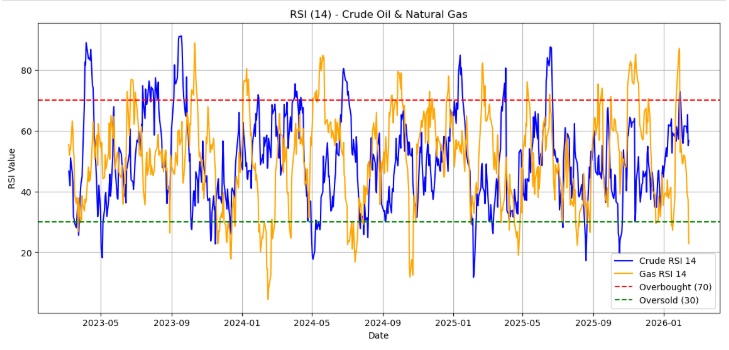 RSI (14) - Crude Oil & Natural Gas
RSI Value
80
60
40
20
2023-05 2023-09 2024-01 2024-05 2024-09 2025-01 2025-05 2025-09 2026-01
Date
Crude RSI 14
Gas RSI 14
Overbought (70)
Oversold (30)